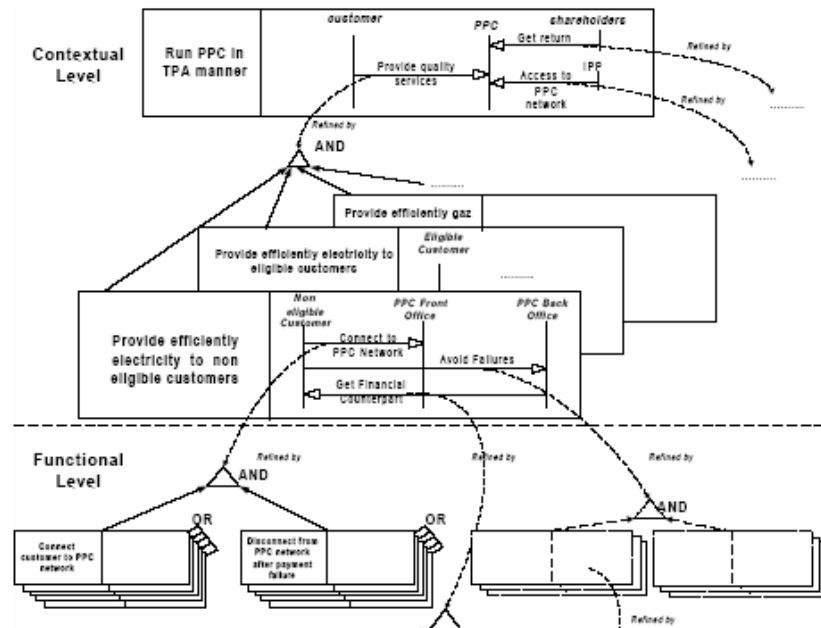 customer
PPC
shareholders
Contextual
Level
Run PPC in
TPA manner
Get return
Refined by
Provide quality
services
IPP
Access to
PPC
network
Refined by
..........
Refined by
AND
..........
..........
Provide efficiently gaz
Provide efficiently electricity to
eligible customers
Eligible
Customer
..........
Non
eligible
Customer
PPC Front
Office
PPC Back
Office
Provide efficiently
electricity to non
eligible customers
Connect to
PPC Network
Avoid Failures
Get Financial
Counterpart
Functional
Level
Refined by
Refined by
Refined by
AND
AND
OR
OR
Connect
customer to PPC
network
Disconnect from
PPC network
after payment
failure
Refined by